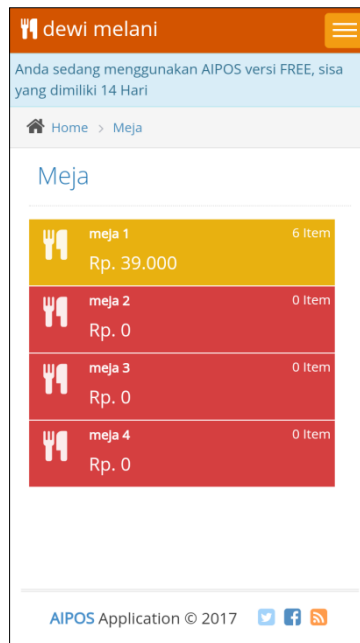 dewi melani
Anda sedang menggunakan AIPOS versi FREE, sisa
yang dimiliki 14 Hari
Home > Meja
Meja
meja 1 6 Item
Rp. 39.000
meja 2 0 Item
Rp. 0
meja 3 0 Item
Rp. 0
meja 4 0 Item
Rp. 0
AIPOS Application © 2017